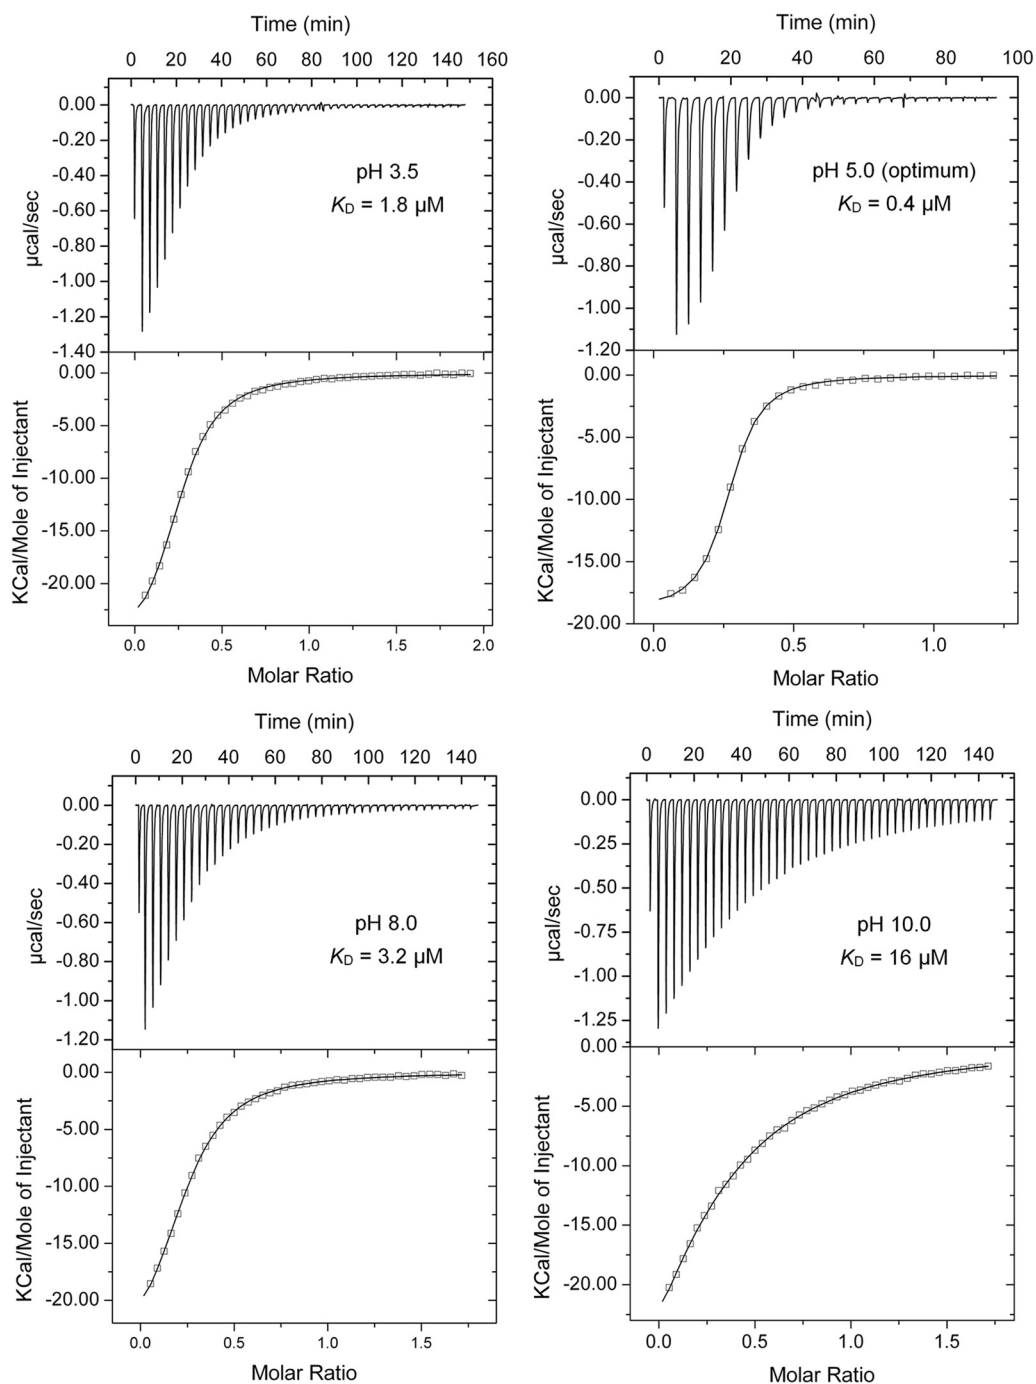 Time (min)
0 20 40 60 80 100 120 140 160
0.00
-0.20
-0.40
-0.60
-0.80
-1.00
-1.20
-1.40
µcal/sec
pH 3.5
KD = 1.8 µM
0.00
-5.00
-10.00
-15.00
-20.00
KCal/Mole of Injectant
0.0 0.5 1.0 1.5 2.0
Molar Ratio
Time (min)
0 20 40 60 80 100
0.00
-0.20
-0.40
-0.60
-0.80
-1.00
-1.20
µcal/sec
pH 5.0 (optimum)
KD = 0.4 µM
0.00
-5.00
-10.00
-15.00
-20.00
KCal/Mole of Injectant
0.0 0.5 1.0
Molar Ratio
Time (min)
0 20 40 60 80 100 120 140
0.00
-0.20
-0.40
-0.60
-0.80
-1.00
-1.20
µcal/sec
pH 8.0
KD = 3.2 µM
0.00
-5.00
-10.00
-15.00
-20.00
KCal/Mole of Injectant
0.0 0.5 1.0 1.5
Molar Ratio
Time (min)
0 20 40 60 80 100 120 140
0.00
-0.25
-0.50
-0.75
-1.00
-1.25
µcal/sec
pH 10.0
KD = 16 µM
0.00
-5.00
-10.00
-15.00
-20.00
KCal/Mole of Injectant
0.0 0.5 1.0 1.5
Molar Ratio